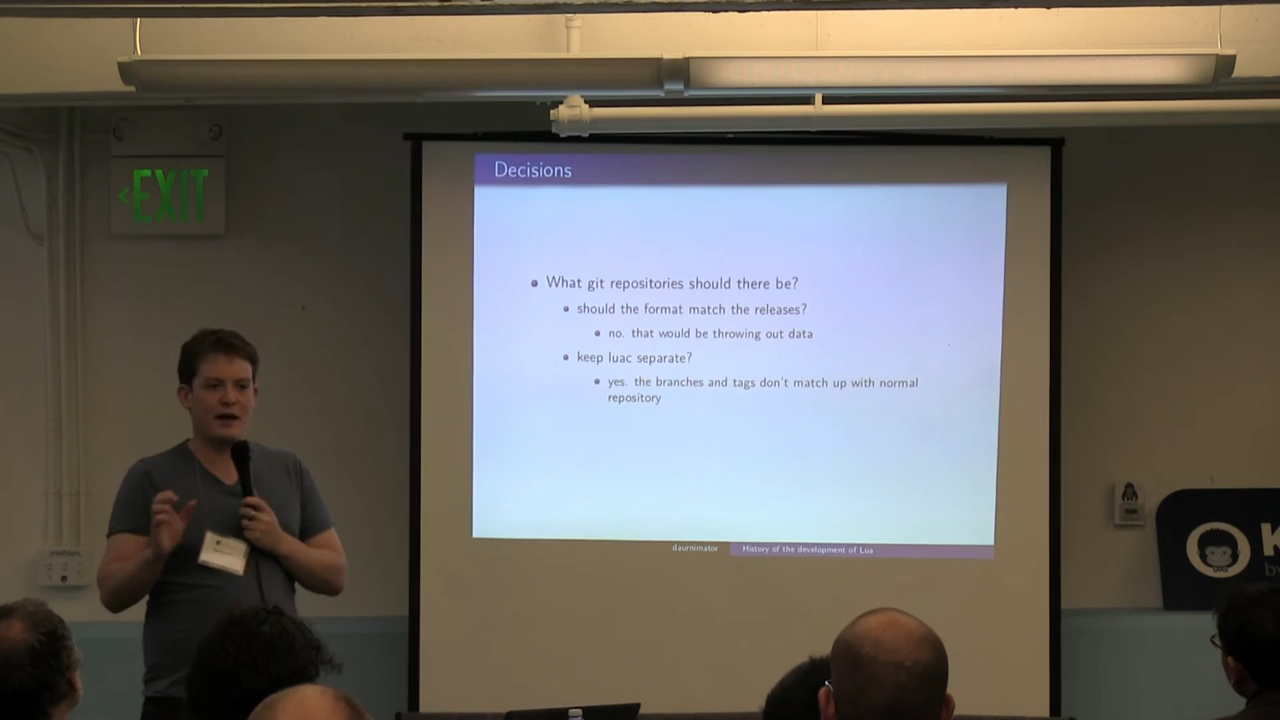 <EXIT
Decisions
What git repositories should there be?
should the format match the releases?
no. that would be throwing out data
keep luac separate?
yes. the branches and tags don't match up with normal
repository
daurnimator
History of the development of Lua